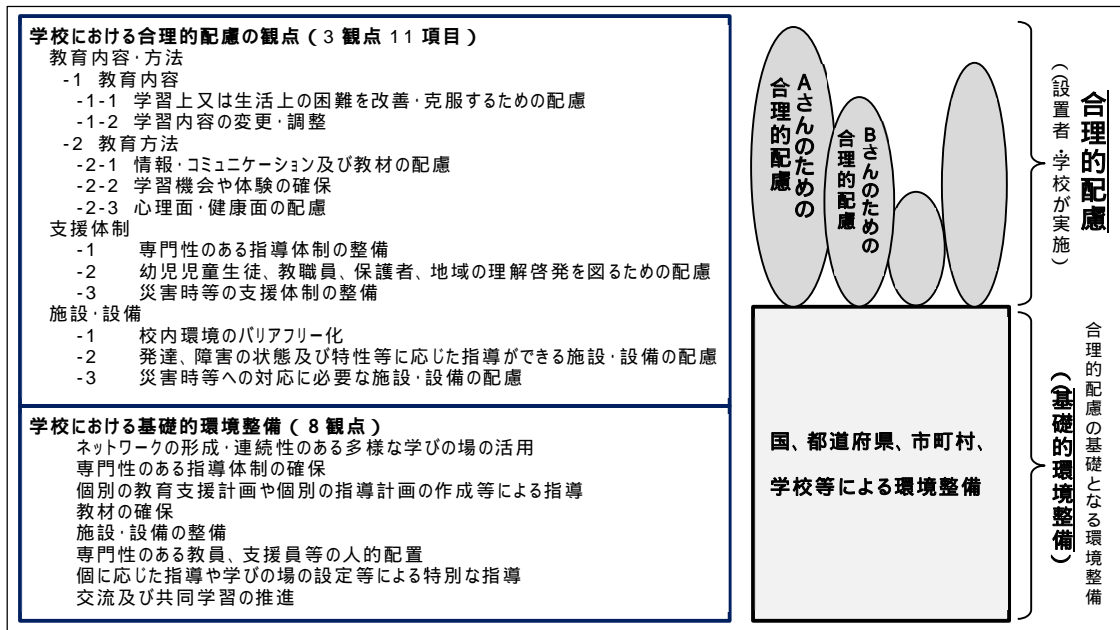 学校における合理的配慮の観点（3観点11項目）
教育内容・方法
-1 教育内容
-1-1 学習上又は生活上の困難を改善・克服するための配慮
-1-2 学習内容の変更・調整
-2 教育方法
-2-1 情報・コミュニケーション及び教材の配慮
-2-2 学習機会や体験の確保
-2-3 心理面・健康面の配慮
支援体制
-1 専門性のある指導体制の整備
-2 幼児児童生徒、教職員、保護者、地域の理解啓発を図るための配慮
-3 災害時等の支援体制の整備
施設・設備
-1 校内環境のバリアフリー化
-2 発達、障害の状態及び特性等に応じた指導ができる施設・設備の配慮
-3 災害時等への対応に必要な施設・設備の配慮
学校における基礎的環境整備（8観点）
ネットワークの形成・連続性のある多様な学びの場の活用
専門性のある指導体制の確保
個別の教育支援計画や個別の指導計画の作成等による指導
教材の確保
施設・設備の整備
専門性のある教員、支援員等の人的配置
個に応じた指導や学びの場の設定等による特別な指導
交流及び共同学習の推進
Aさんのための
合理的配慮
Bさんのための
合理的配慮
合理的配慮
（設置者・学校が実施）
国、都道府県、市町村、
学校等による環境整備
合理的配慮の基礎となる環境整備
（基礎的環境整備）